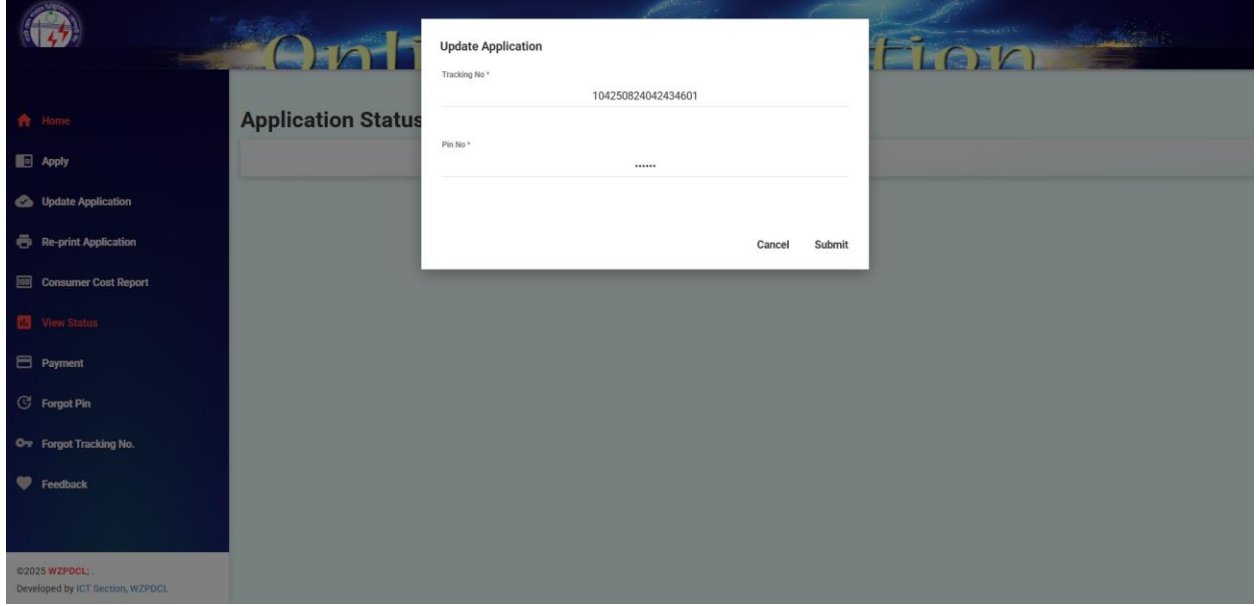 Update Application
Tracking No *
104250824042434601
Pin No *
••••••
Cancel Submit
Application Status
Home
Apply
Update Application
Re-print Application
Consumer Cost Report
View Status
Payment
Forgot Pin
Forgot Tracking No.
Feedback
©2025 WZPDCL; .
Developed by ICT Section, WZPDCL